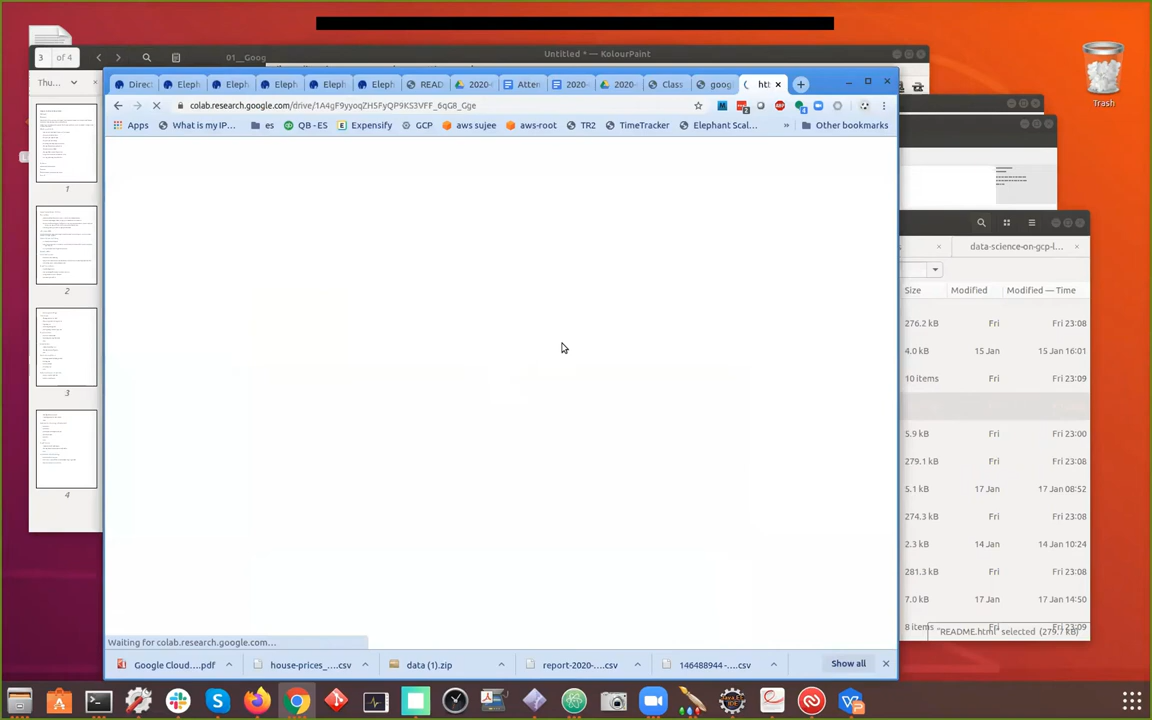 Untitled * — KolourPaint
3 of 4
01__Goog
Thu...
1
2
3
4
Direct
Eleph
Eleph
Eleph
Eleph
Eleph
READ
2020-
Atten
2020-
2020-
Class
goog
htt
colab.research.google.com/drive/1A4gF9yyoqZH5FyQP9KS3VFF_6qG8_Gge
Apps
What is my IP...
es
QB - ES
Expensify
GCP
aws sujee
aws-root
TR2
TimeTracker
Elephant Scal...
»
Other bookmarks
Trash
data-science-on-gcp-l...
Size Modified Modified — Time
276.2 kB Fri Fri 23:08
4.0 kB 15 Jan 15 Jan 16:01
10 items Fri Fri 23:09
5.9 kB Fri Fri 23:00
279.1 kB Fri Fri 23:08
5.1 kB 17 Jan 17 Jan 08:52
274.3 kB Fri Fri 23:08
2.3 kB 14 Jan 14 Jan 10:24
281.3 kB Fri Fri 23:08
7.0 kB 17 Jan 17 Jan 14:50
8 items Fri 23:09
"README.html" selected (279.7 kB)
Waiting for colab.research.google.com...
Google Cloud....pdf
house-prices_....csv
data (1).zip
report-2020-....csv
146488944-....csv
Show all